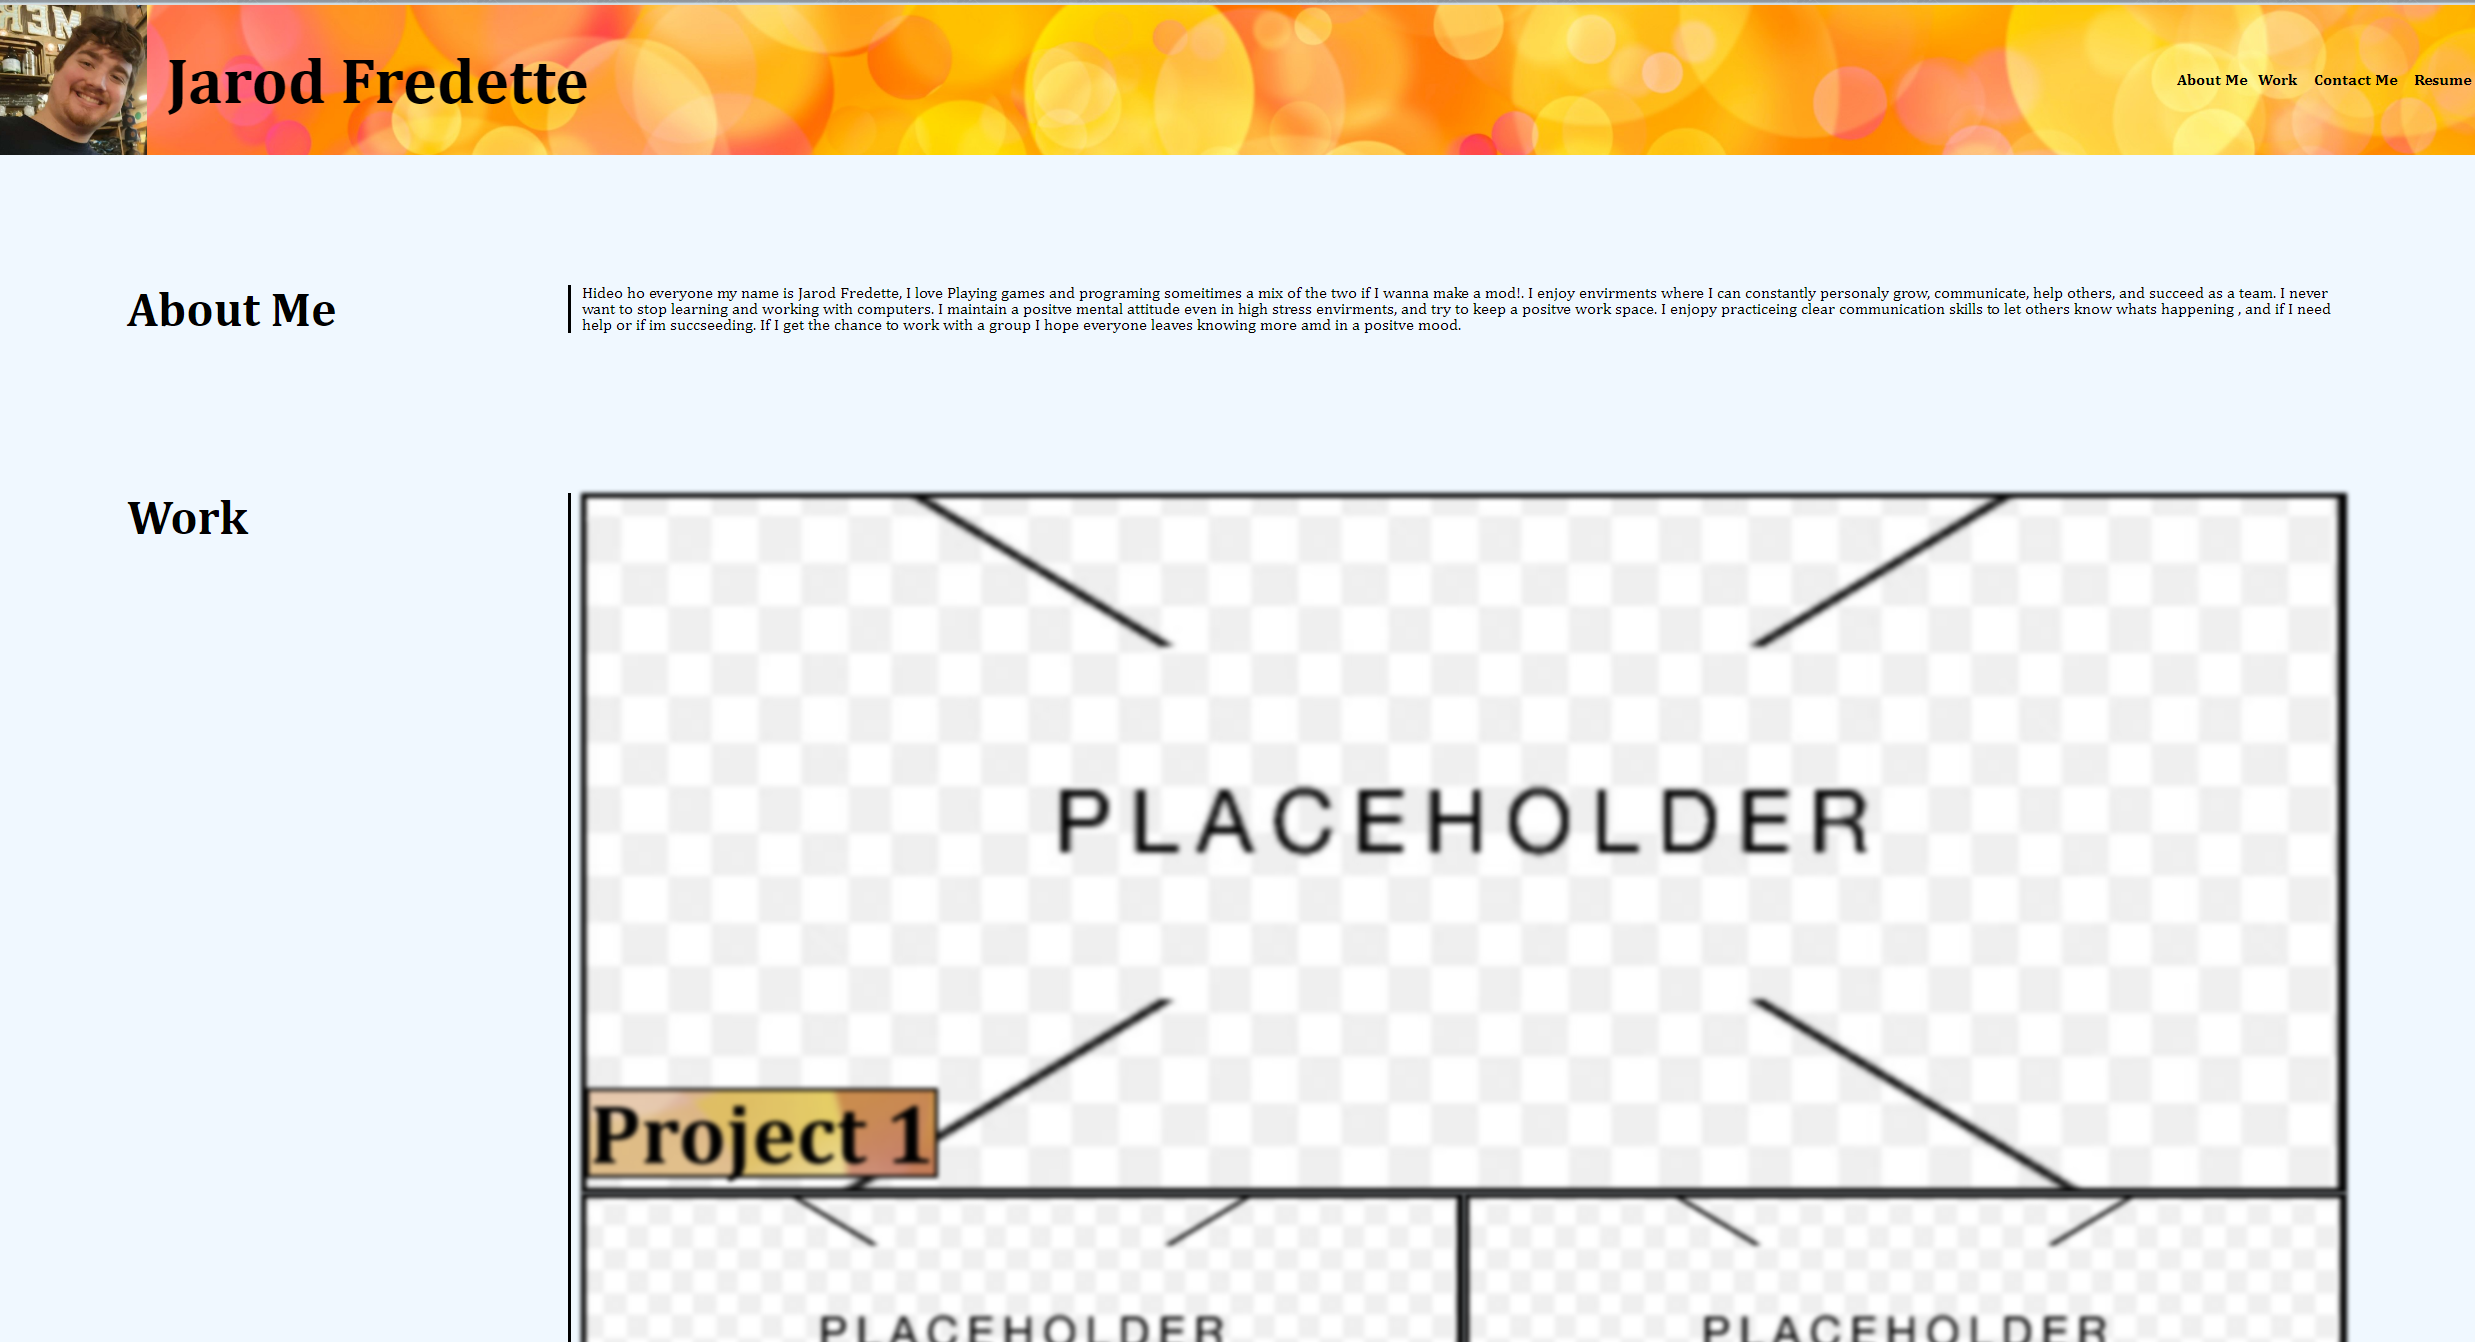 Jarod Fredette
About Me Work Contact Me Resume
About Me
Hideo ho everyone my name is Jarod Fredette, I love Playing games and programing someitimes a mix of the two if I wanna make a mod!. I enjoy envirments where I can constantly personaly grow, communicate, help others, and succeed as a team. I never
want to stop learning and working with computers. I maintain a positve mental attitude even in high stress envirments, and try to keep a positve work space. I enjopy practiceing clear communication skills to let others know whats happening , and if I need
help or if im succseeding. If I get the chance to work with a group I hope everyone leaves knowing more amd in a positve mood.
Work
PLACEHOLDER
Project 1
PLACEHOLDER PLACEHOLDER